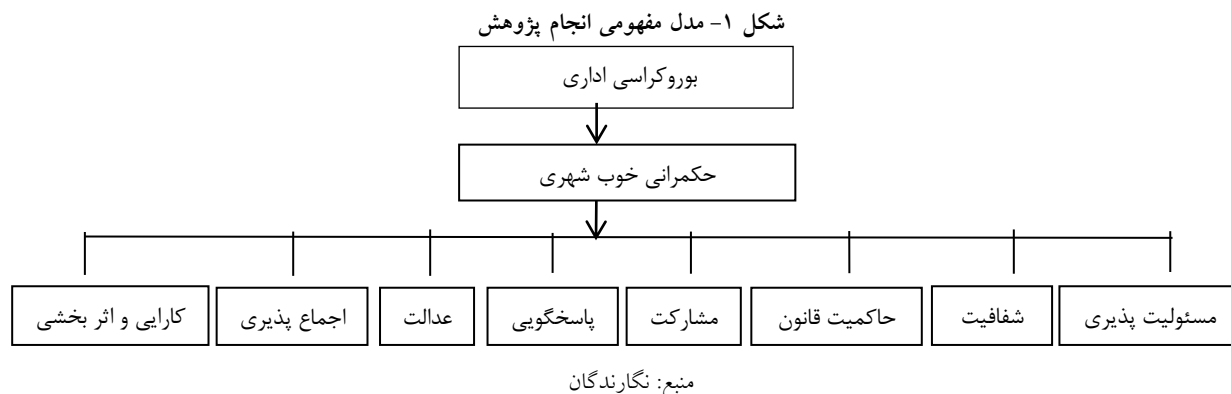 شکل ۱- مدل مفهومی انجام پژوهش
بوروکراسی اداری
حکمرانی خوب شهری
مسئولیت پذیری
شفافیت
حاکمیت قانون
مشارکت
پاسخگویی
عدالت
اجماع پذیری
کارایی و اثر بخشی
منبع: نگارندگان